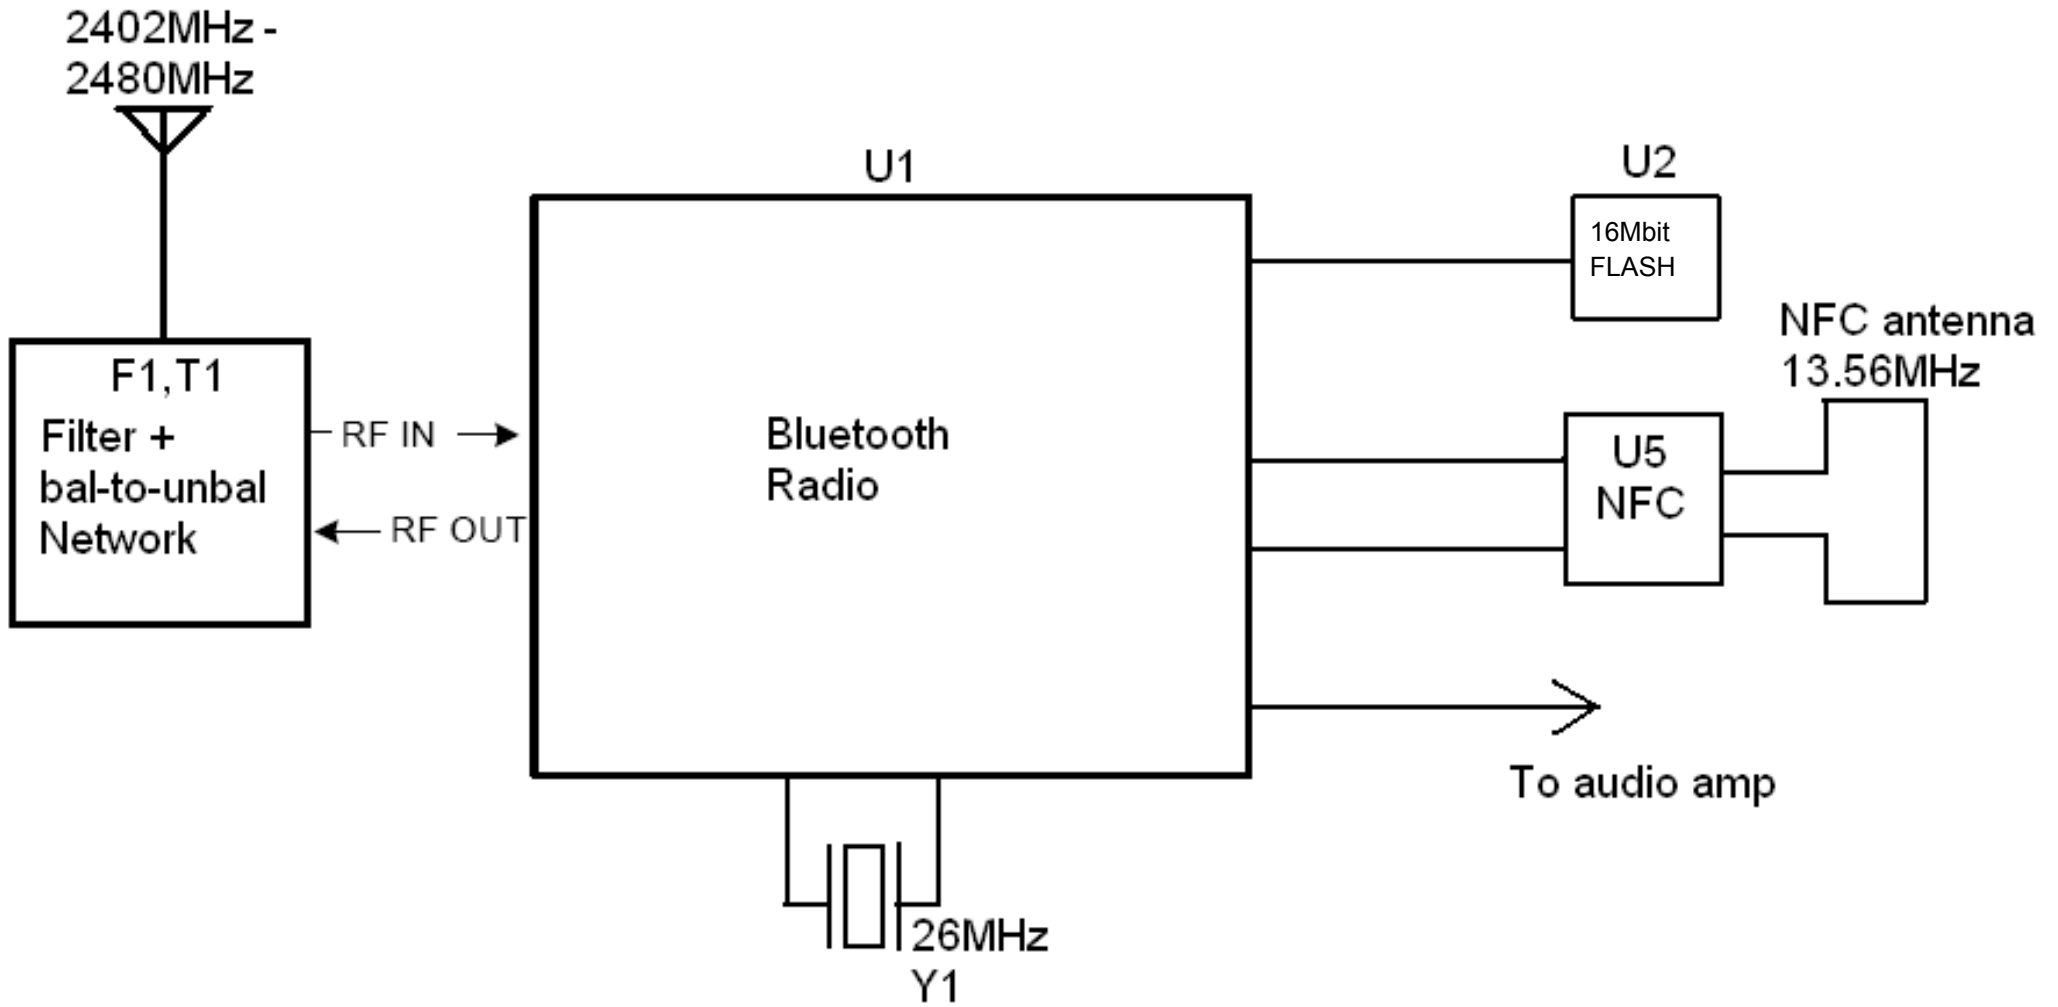 2402MHz -
2480MHz
F1,T1
Filter +
bal-to-unbal
Network
RF IN
RF OUT
U1
Bluetooth
Radio
U2
16Mbit
FLASH
NFC antenna
13.56MHz
U5
NFC
To audio amp
26MHz
Y1